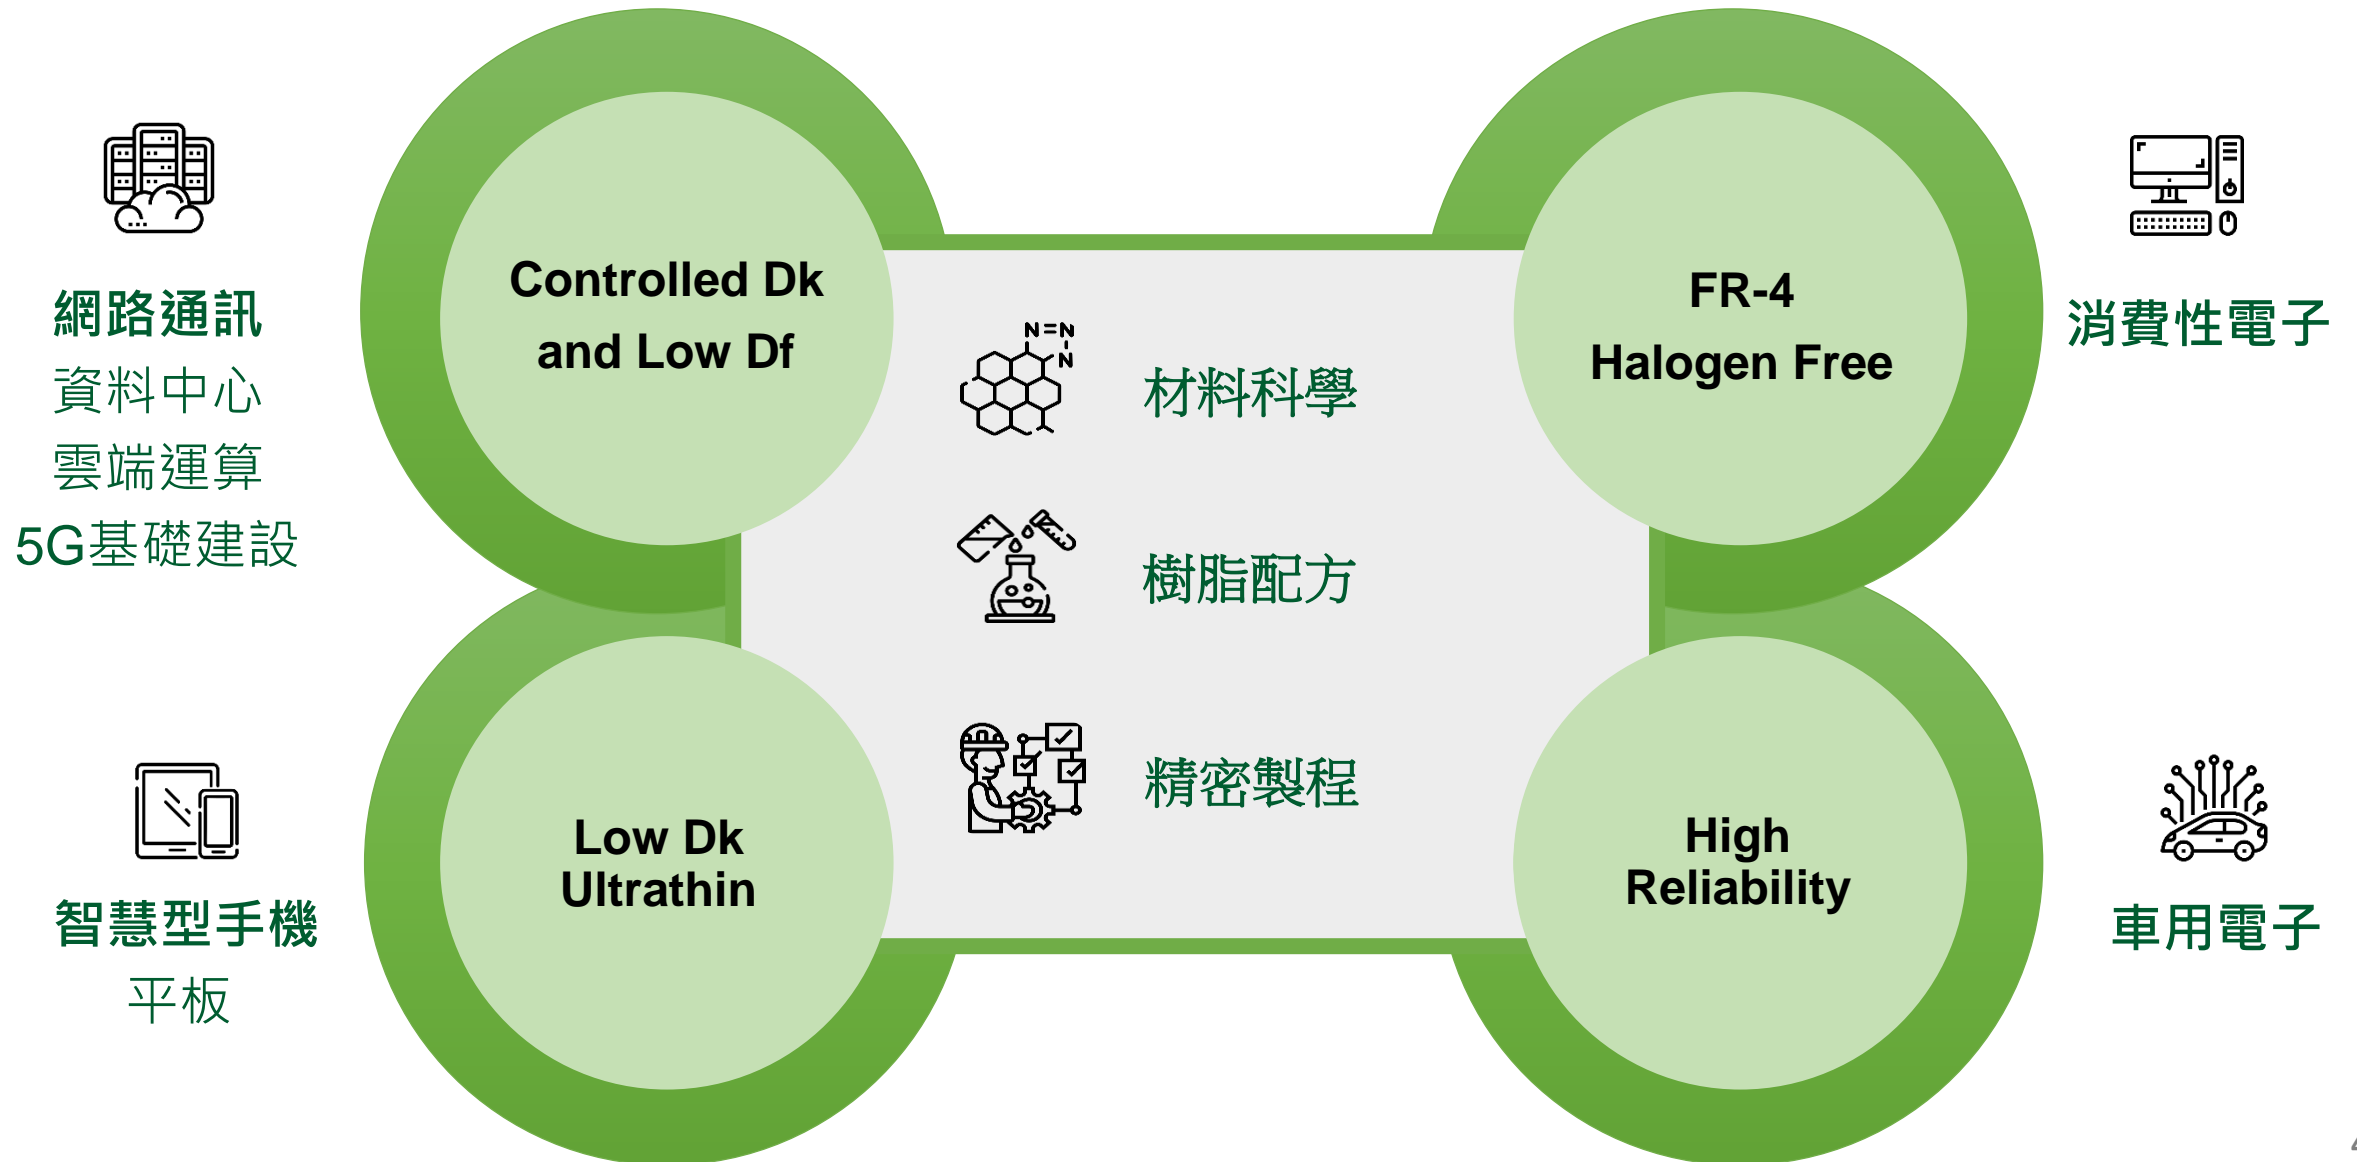 網路通訊
資料中心
雲端運算
5G基礎建設
Controlled Dk
and Low Df
N=N
N
材料科學
樹脂配方
精密製程
FR-4
Halogen Free
消費性電子
智慧型手機
平板
Low Dk
Ultrathin
High
Reliability
車用電子